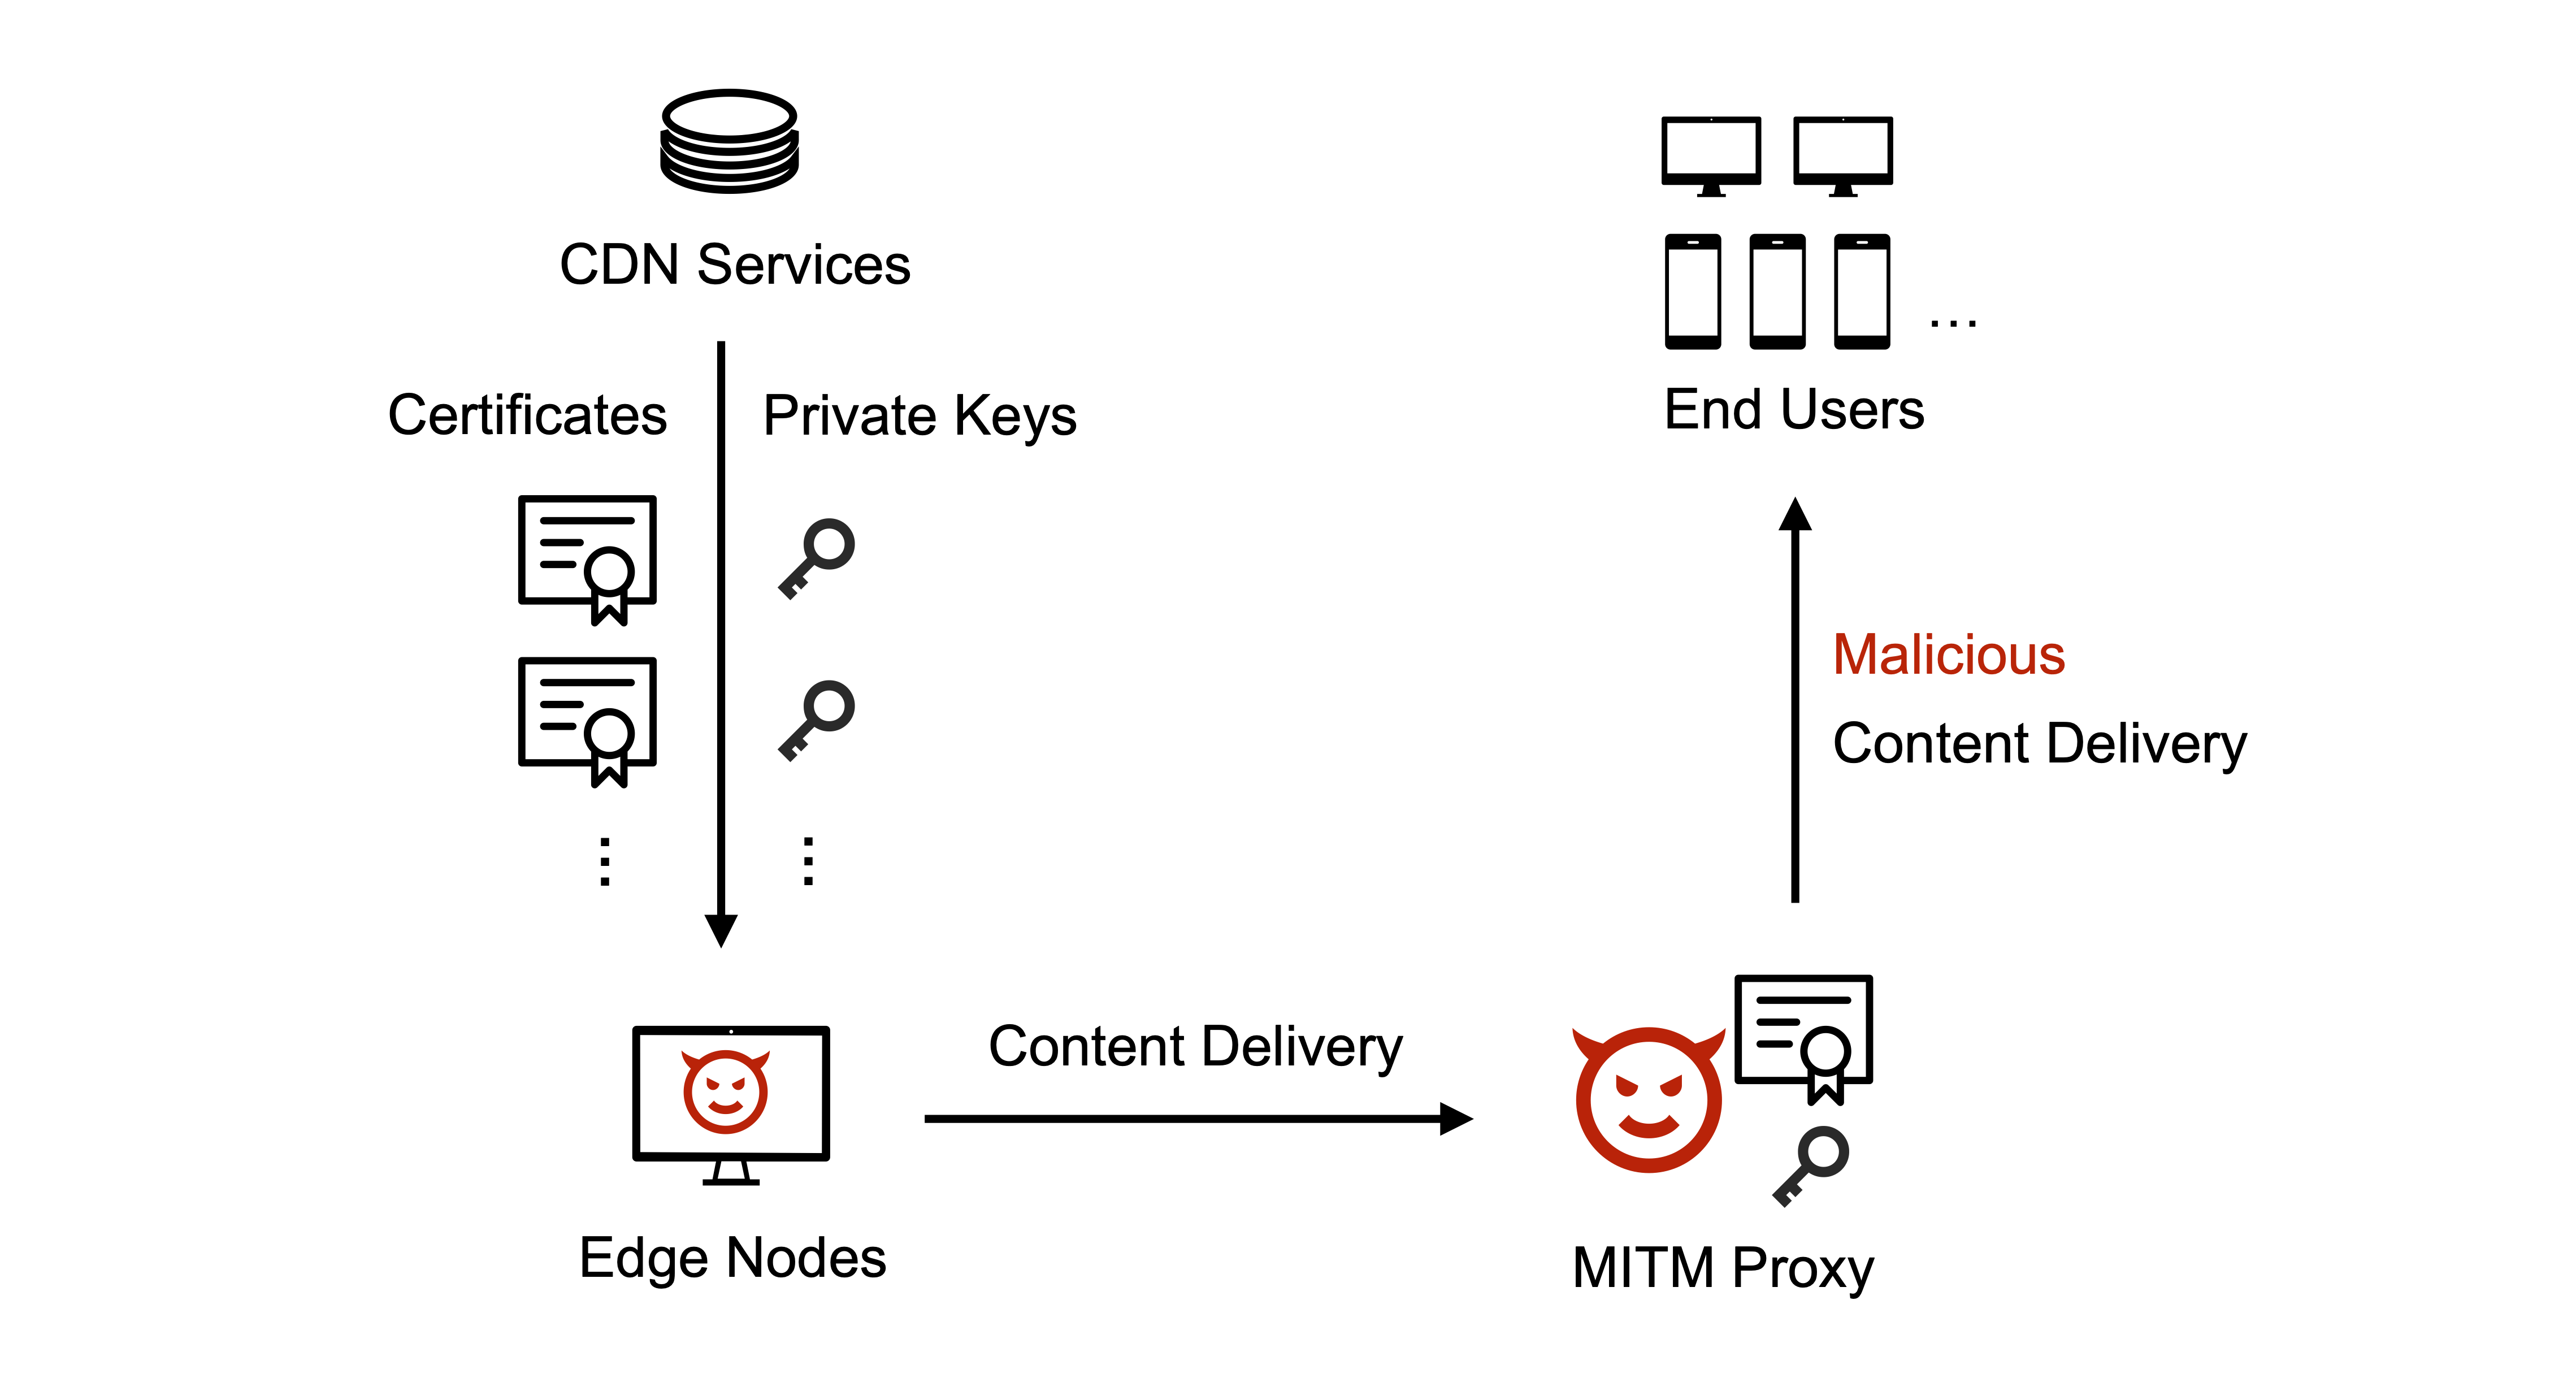 CDN Services
Certificates
Private Keys
Edge Nodes
Content Delivery
MITM Proxy
Malicious
Content Delivery
...
End Users